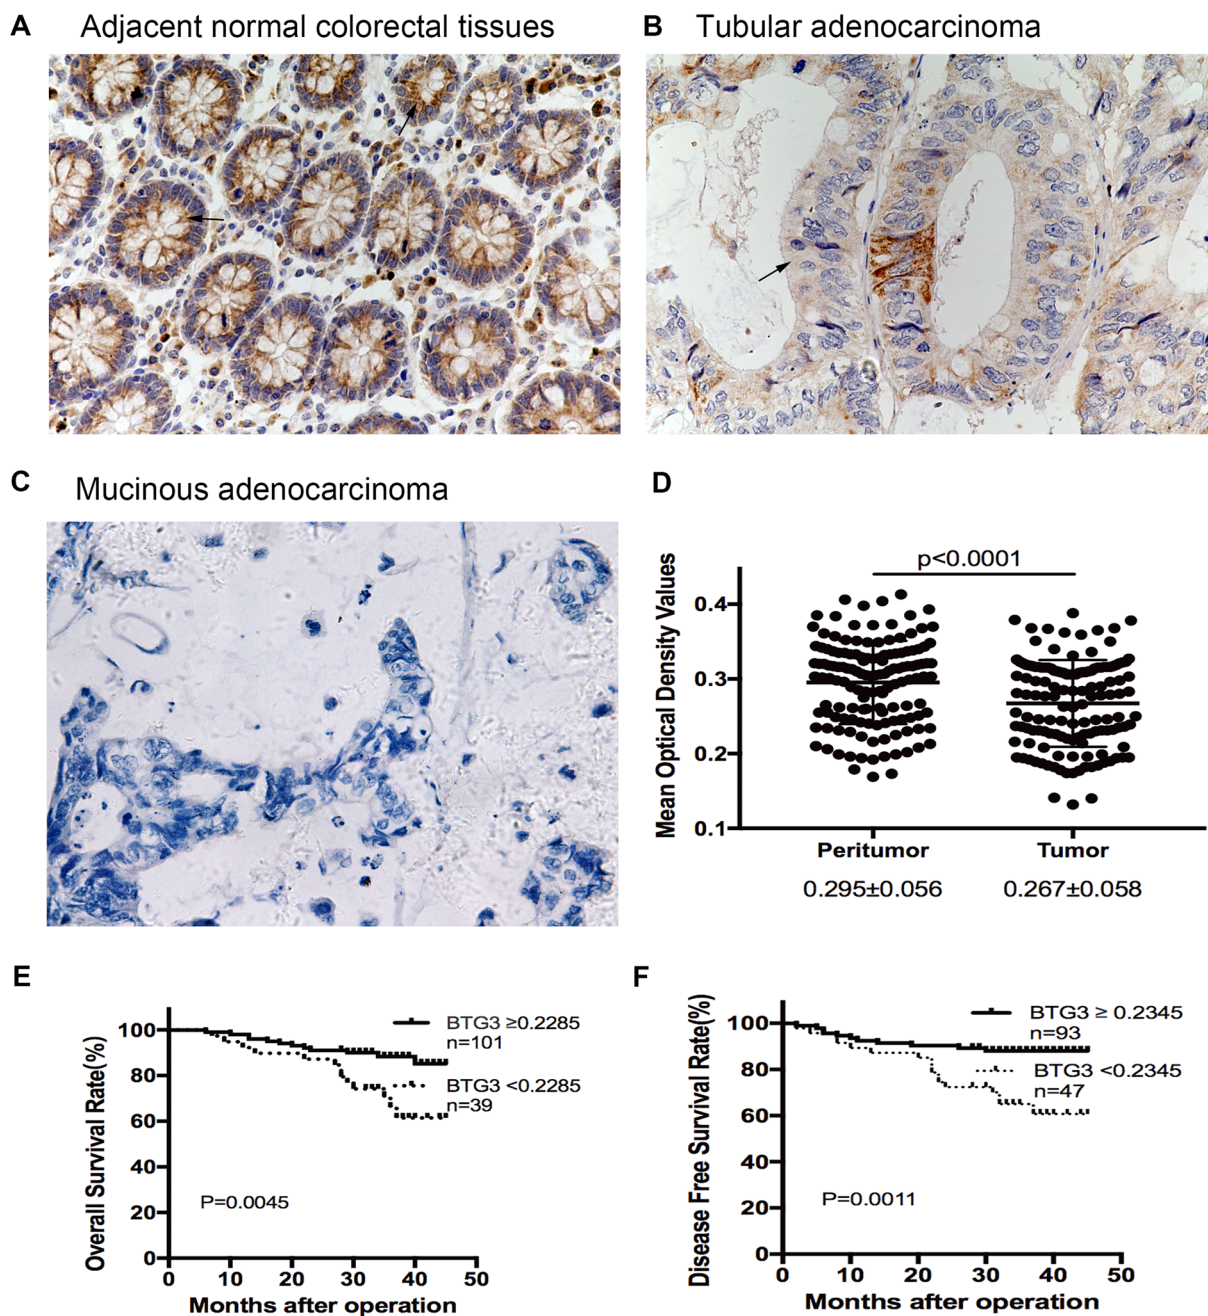 A Adjacent normal colorectal tissues
B Tubular adenocarcinoma
C Mucinous adenocarcinoma
D
p<0.0001
Mean Optical Density Values
0.4
0.3
0.2
0.1
Peritumor Tumor
0.295±0.056 0.267±0.058
E
Overall Survival Rate(%)
100
80
60
40
20
0
BTG3 ≥0.2285
n=101
BTG3 <0.2285
n=39
P=0.0045
0 10 20 30 40 50
Months after operation
F
Disease Free Survival Rate(%)
100
80
60
40
20
0
BTG3 ≥ 0.2345
n=93
BTG3 <0.2345
n=47
P=0.0011
0 10 20 30 40 50
Months after operation